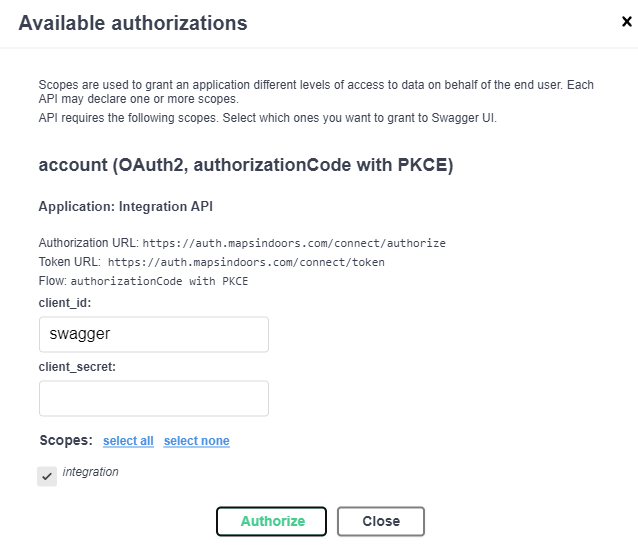 Available authorizations
×
Scopes are used to grant an application different levels of access to data on behalf of the end user. Each
API may declare one or more scopes.
API requires the following scopes. Select which ones you want to grant to Swagger UI.
account (OAuth2, authorizationCode with PKCE)
Application: Integration API
Authorization URL: https://auth.mapsindoors.com/connect/authorize
Token URL: https://auth.mapsindoors.com/connect/token
Flow: authorizationCode with PKCE
client_id:
swagger
client_secret:
Scopes: select all select none
integration
Authorize Close